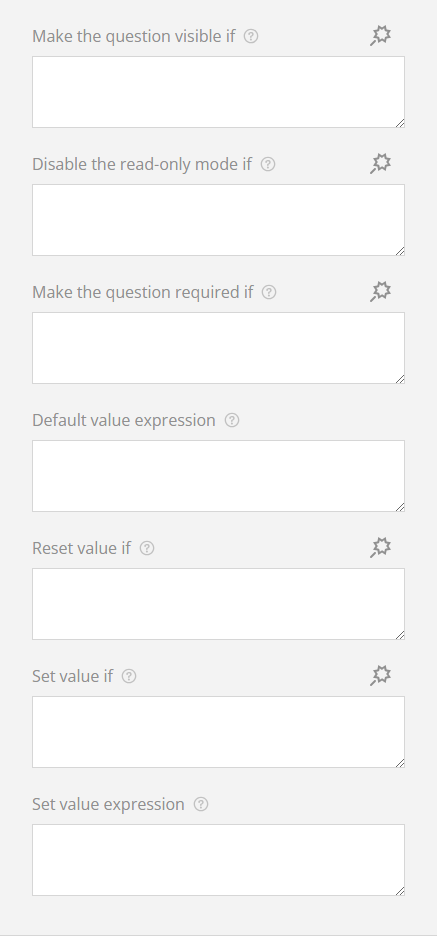 Make the question visible if
Disable the read-only mode if
Make the question required if
Default value expression
Reset value if
Set value if
Set value expression